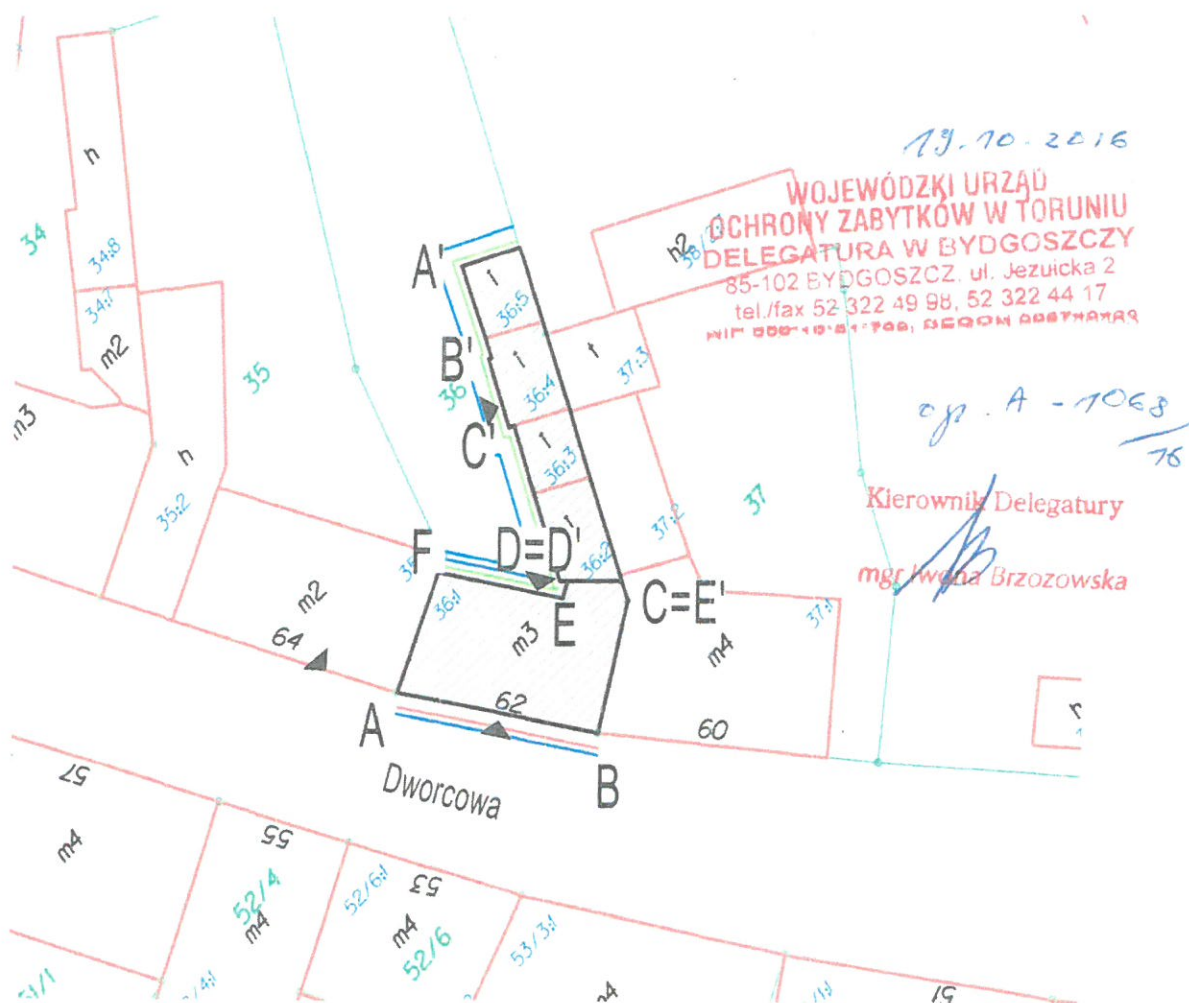 19.10.2016
WOJEWÓDZKI URZĄD
OCHRONY ZABYTKÓW W TORUNIU
DELEGATURA W BYDGOSZCZY
85-102 BYDGOSZCZ, ul. Jezuicka 2
tel./fax 52 322 49 98, 52 322 44 17
A - 1063
16
Kierownik Delegatury
mgr Iwona Brzozowska
n
34
34:8
34:7
m2
m3
35
n
35:2
m2
64
A'
B'
36
C'
D=D'
F
E
C=E'
36:5
36:4
36:3
36:2
36:1
t
37:3
37:2
37
37:1
n2
m3
62
m4
60
A
B
Dworcowa
57
m4
55
52/4
m4
52/6:1
53
m4
52/6
53/3:1
51